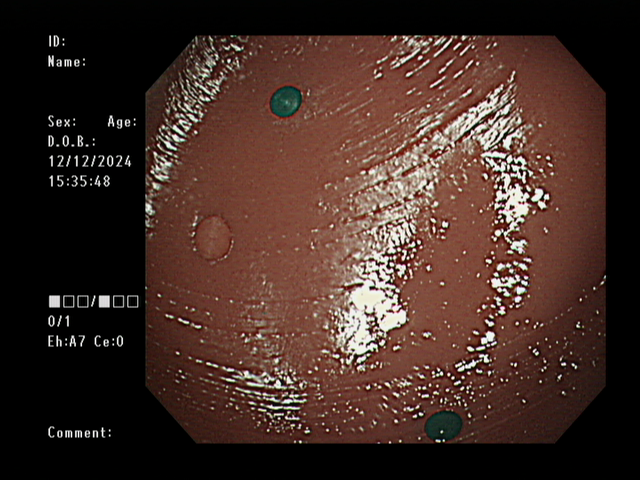 ID:
Name:
Sex: Age:
D.O.B.:
12/12/2024
15:35:48
■□□/■□□
0/1
Eh:A7 Ce:0
Comment: